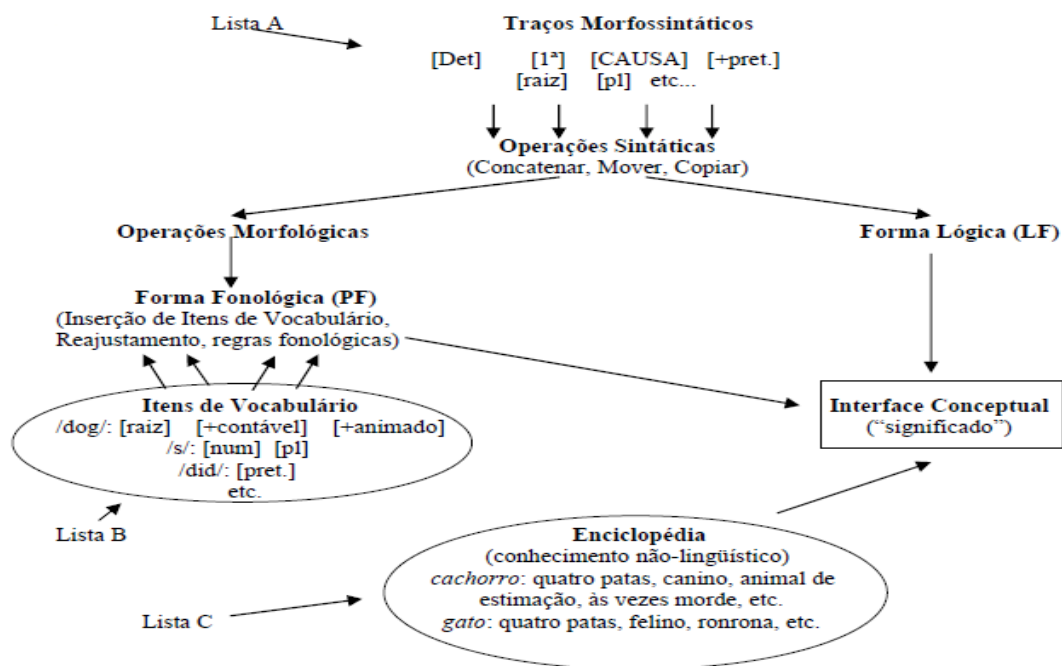 Lista A
Traços Morfossintáticos
[Det] [1ª] [CAUSA] [+pret.]
[raiz] [pl] etc...
Operações Sintáticas
(Concatenar, Mover, Copiar)
Operações Morfológicas
Forma Lógica (LF)
Forma Fonológica (PF)
(Inserção de Itens de Vocabulário,
Reajustamento, regras fonológicas)
Itens de Vocabulário
/dog/: [raiz] [+contável] [+animado]
/s/: [num] [pl]
/did/: [pret.]
etc.
Lista B
Interface Conceptual
(“significado”)
Enciclopédia
(conhecimento não-lingüístico)
cachorro: quatro patas, canino, animal de
estimação, às vezes morde, etc.
gato: quatro patas, felino, ronrona, etc.
Lista C